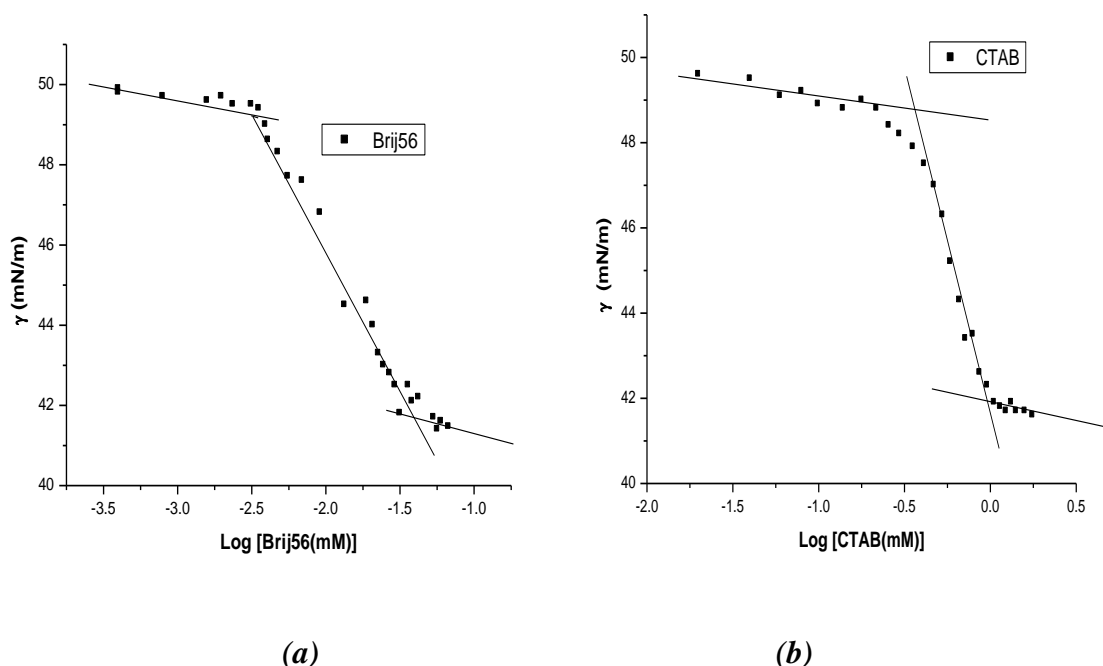 50
48
46
44
42
40
γ (mN/m)
Brij56
-3.5 -3.0 -2.5 -2.0 -1.5 -1.0
Log [Brij56(mM)]
(a)
50
48
46
44
42
40
γ (mN/m)
CTAB
-2.0 -1.5 -1.0 -0.5 0.0 0.5
Log [CTAB(mM)]
(b)